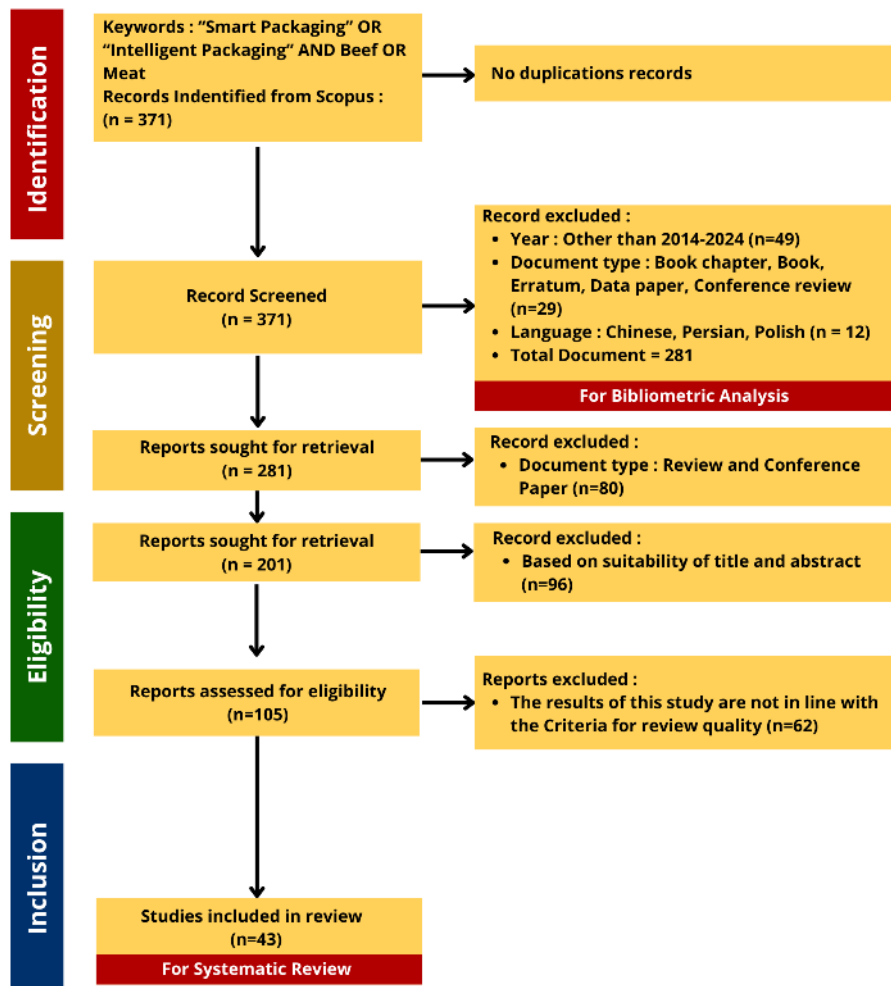 Identification
Keywords : “Smart Packaging” OR
“Intelligent Packaging” AND Beef OR
Meat
Records Indentified from Scopus :
(n = 371)
No duplications records
Screening
Record Screened
(n = 371)
Record excluded :
• Year : Other than 2014-2024 (n=49)
• Document type : Book chapter, Book,
Erratum, Data paper, Conference review
(n=29)
• Language : Chinese, Persian, Polish (n = 12)
• Total Document = 281
For Bibliometric Analysis
Reports sought for retrieval
(n = 281)
Record excluded :
• Document type : Review and Conference
Paper (n=80)
Eligibility
Reports sought for retrieval
(n = 201)
Record excluded :
• Based on suitability of title and abstract
(n=96)
Reports assessed for eligibility
(n=105)
Reports excluded :
• The results of this study are not in line with
the Criteria for review quality (n=62)
Inclusion
Studies included in review
(n=43)
For Systematic Review